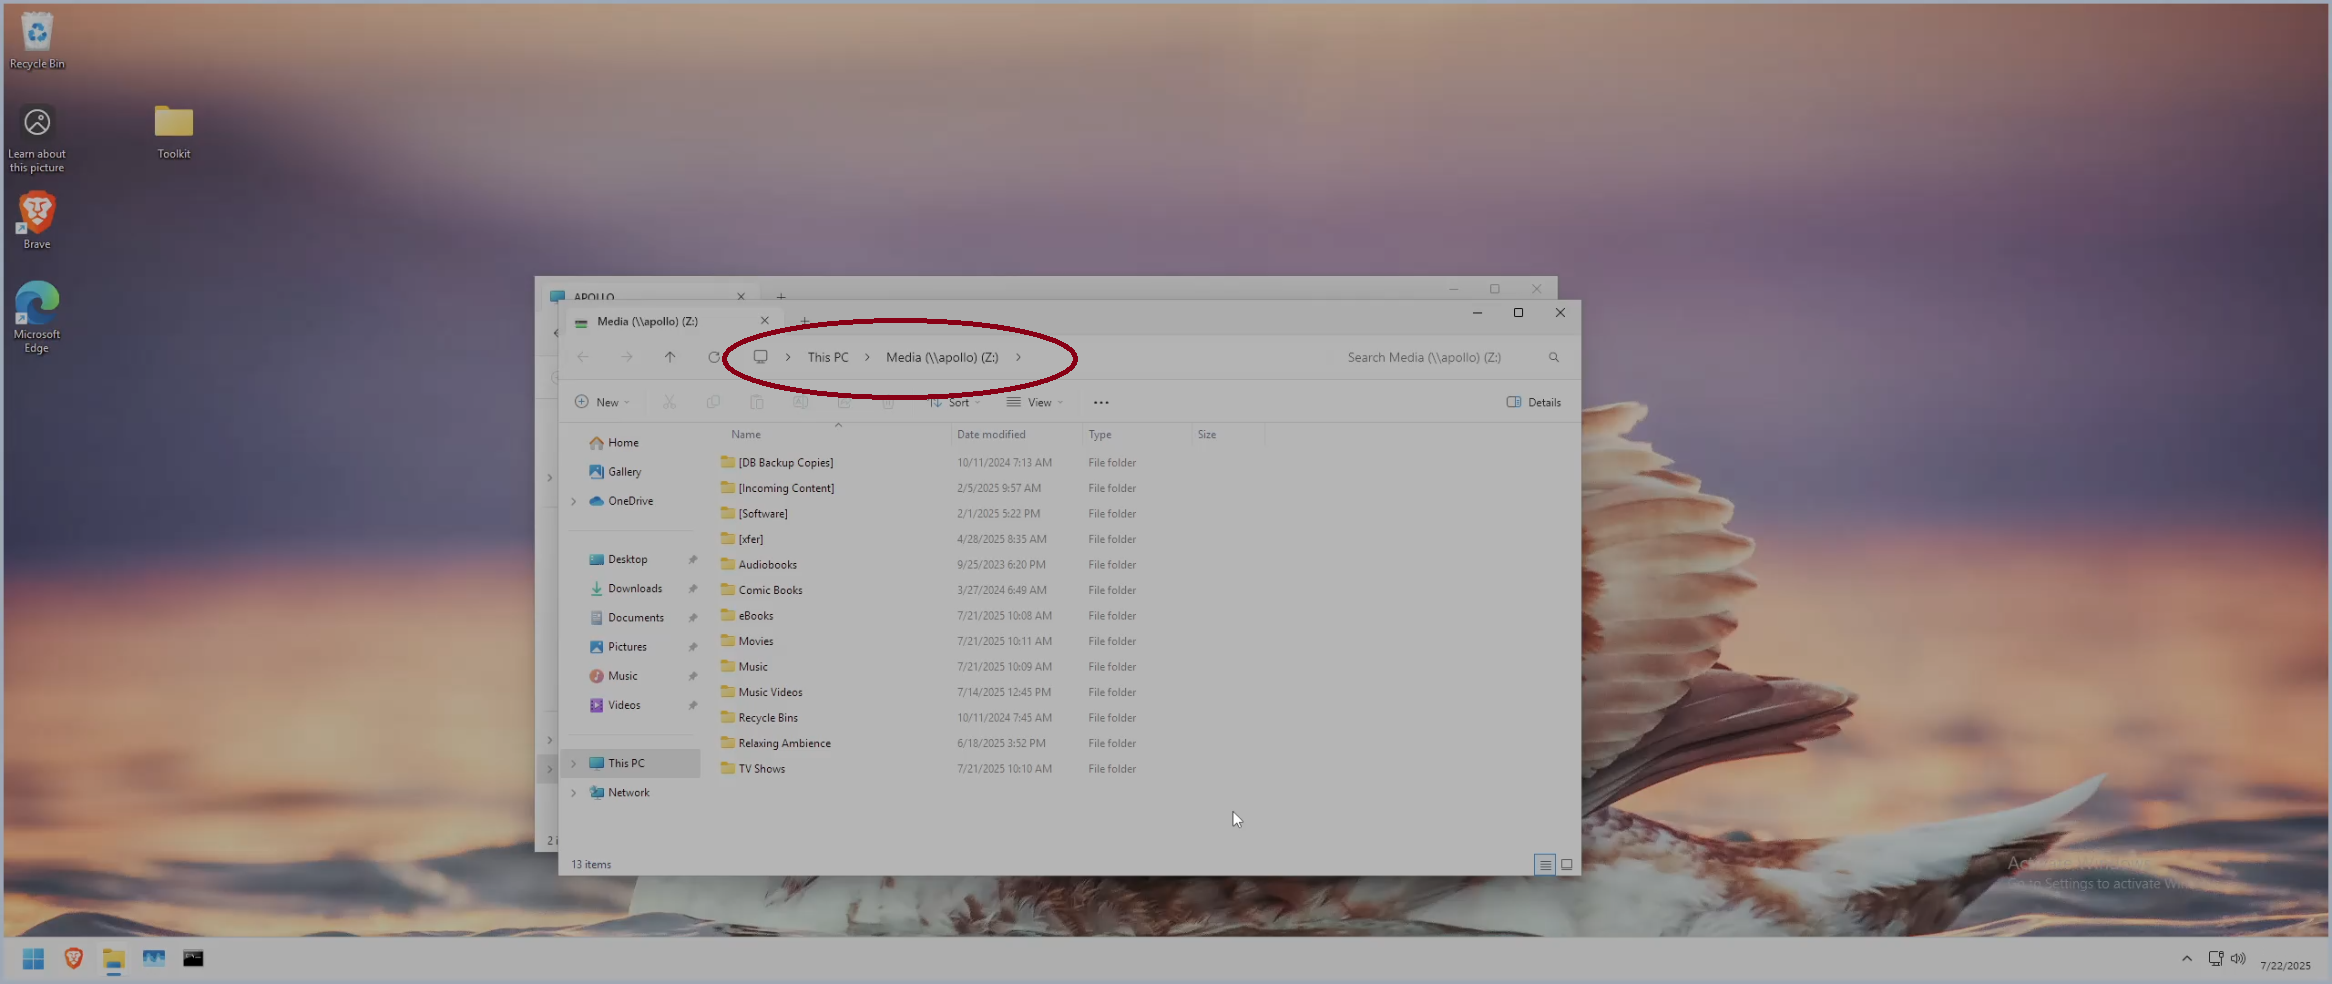 Recycle Bin
Learn about
this picture
Toolkit
Brave
Microsoft
Edge
APOLLO
Media (\\apollo) (Z:)
This PC
Media (\\apollo) (Z:)
Search Media (\\apollo) (Z:)
New
Sort
View
Details
Name
Date modified
Type
Size
Home
Gallery
OneDrive
Desktop
Downloads
Documents
Pictures
Music
Videos
This PC
Network
[DB Backup Copies] 10/11/2024 7:13 AM File folder
[Incoming Content] 2/5/2025 9:57 AM File folder
[Software] 2/1/2025 5:22 PM File folder
[xfer] 4/28/2025 8:35 AM File folder
Audiobooks 9/25/2023 6:20 PM File folder
Comic Books 3/27/2024 6:49 AM File folder
eBooks 7/21/2025 10:08 AM File folder
Movies 7/21/2025 10:11 AM File folder
Music 7/21/2025 10:09 AM File folder
Music Videos 7/14/2025 12:45 PM File folder
Recycle Bins 10/11/2024 7:45 AM File folder
Relaxing Ambience 6/18/2025 3:52 PM File folder
TV Shows 7/21/2025 10:10 AM File folder
13 items
Settings to activate
7/22/2025